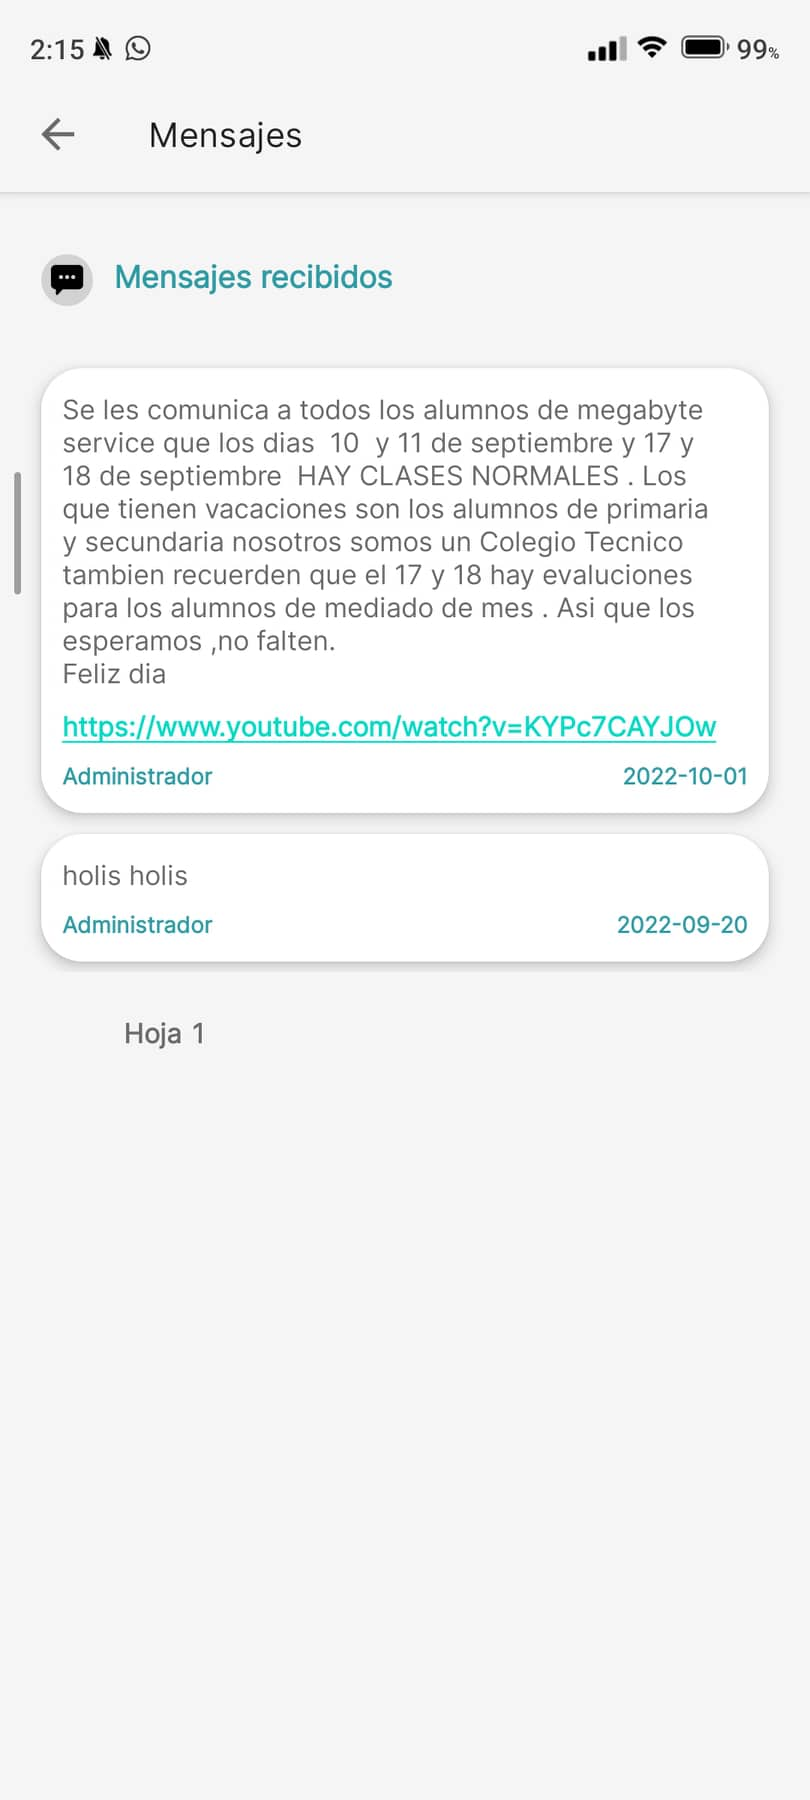 2:15
99%
Mensajes
Mensajes recibidos
Se les comunica a todos los alumnos de megabyte
service que los dias  10  y 11 de septiembre y 17 y
18 de septiembre  HAY CLASES NORMALES . Los
que tienen vacaciones son los alumnos de primaria
y secundaria nosotros somos un Colegio Tecnico
tambien recuerden que el 17 y 18 hay evaluciones
para los alumnos de mediado de mes . Asi que los
esperamos ,no falten.
Feliz dia
https://www.youtube.com/watch?v=KYPc7CAYJOw
Administrador 2022-10-01
holis holis
Administrador 2022-09-20
Hoja 1